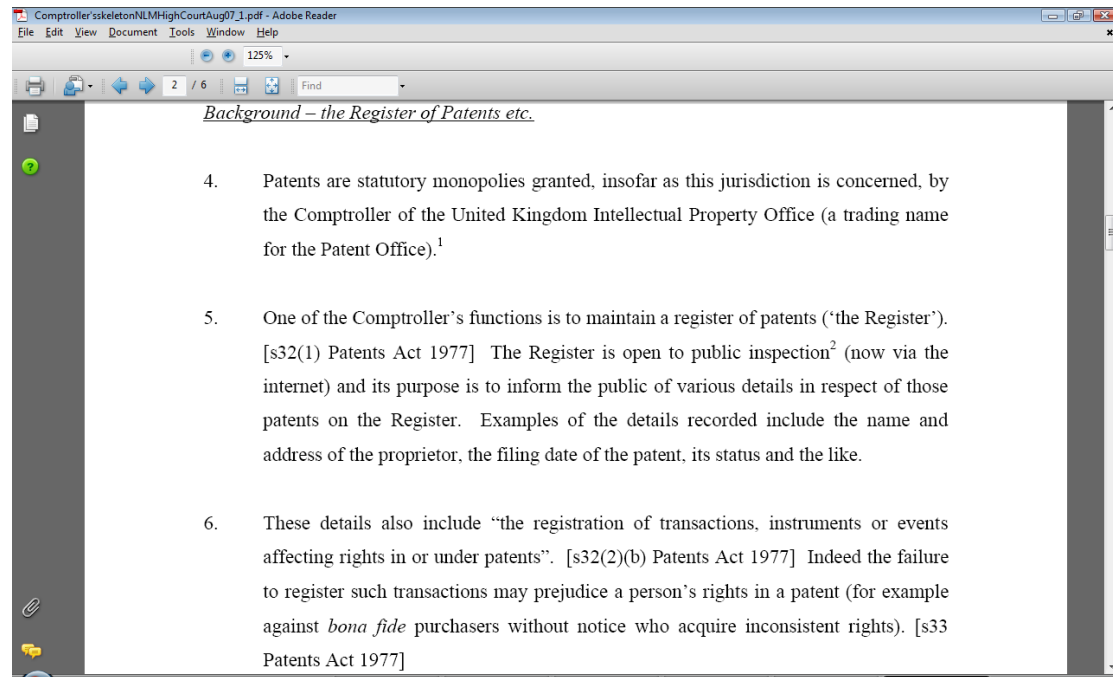 Comptroller'sskeletonNLMHighCourtAug07_1.pdf - Adobe Reader
File Edit View Document Tools Window Help
125%
2 / 6 Find
Background – the Register of Patents etc.
4. Patents are statutory monopolies granted, insofar as this jurisdiction is concerned, by
the Comptroller of the United Kingdom Intellectual Property Office (a trading name
for the Patent Office).1
5. One of the Comptroller’s functions is to maintain a register of patents (‘the Register’).
[s32(1) Patents Act 1977] The Register is open to public inspection2 (now via the
internet) and its purpose is to inform the public of various details in respect of those
patents on the Register. Examples of the details recorded include the name and
address of the proprietor, the filing date of the patent, its status and the like.
6. These details also include “the registration of transactions, instruments or events
affecting rights in or under patents”. [s32(2)(b) Patents Act 1977] Indeed the failure
to register such transactions may prejudice a person’s rights in a patent (for example
against bona fide purchasers without notice who acquire inconsistent rights). [s33
Patents Act 1977]